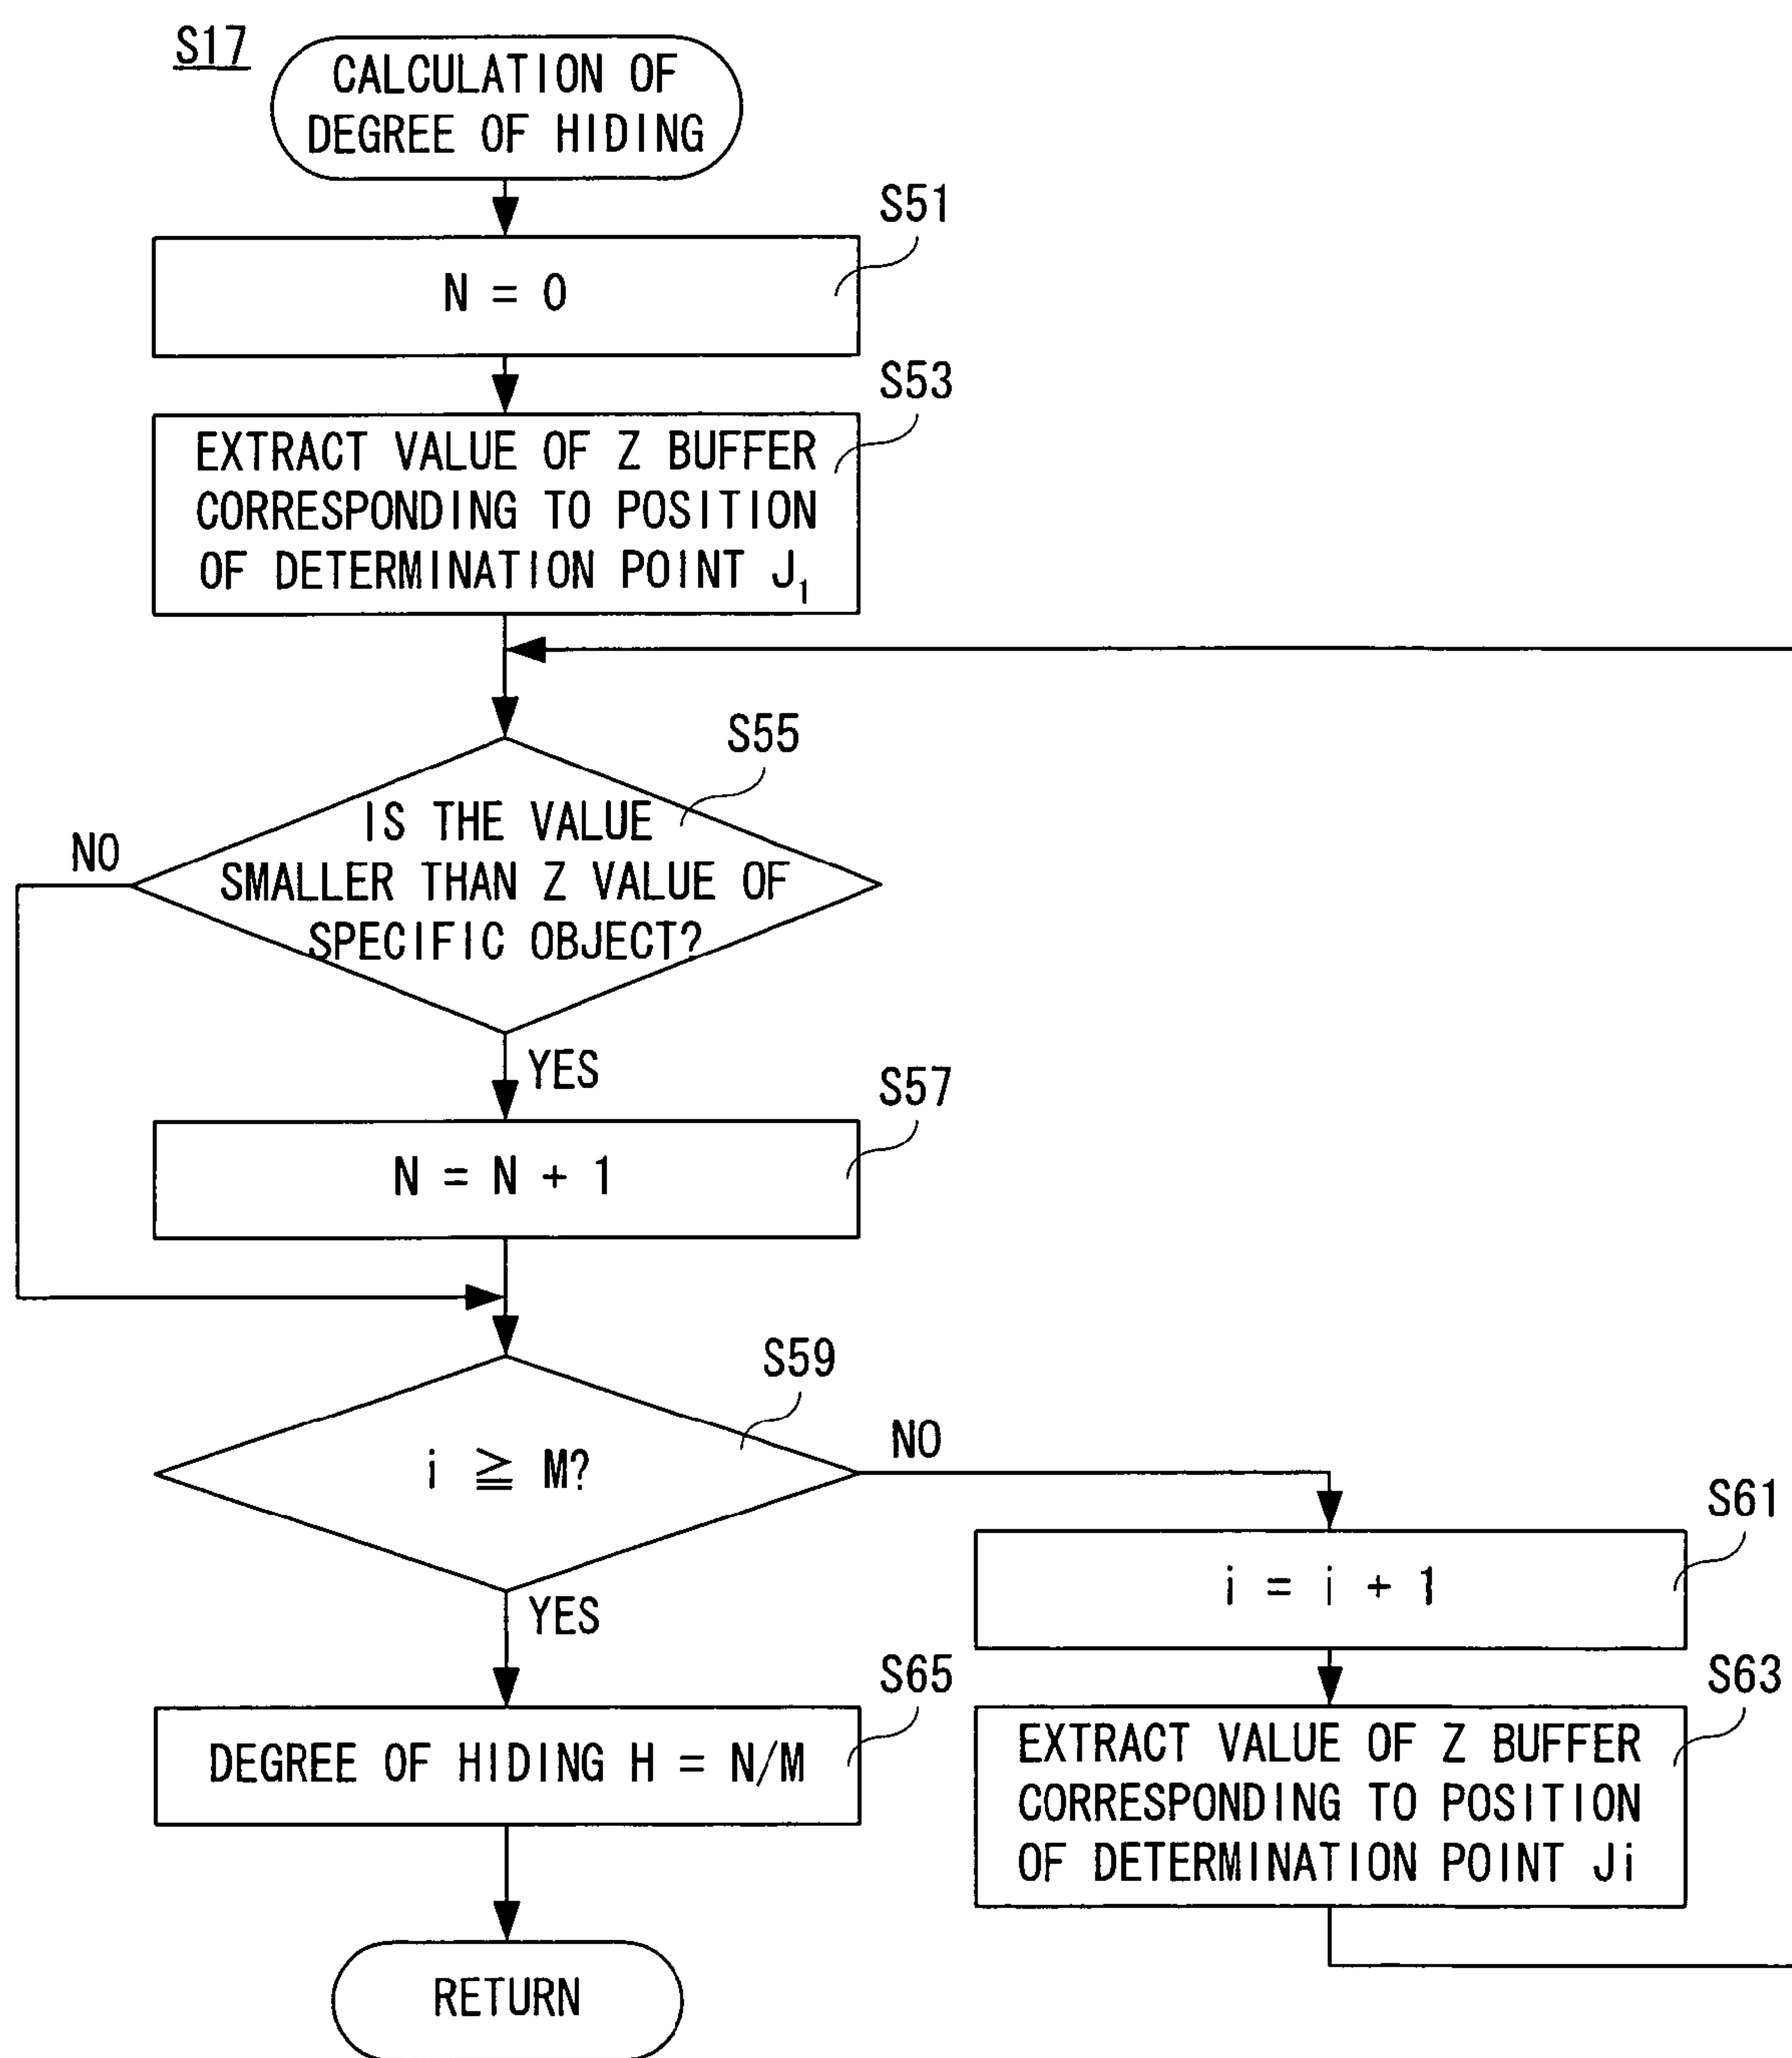 S17
CALCULATION OF
DEGREE OF HIDING
S51
N = 0
S53
EXTRACT VALUE OF Z BUFFER
CORRESPONDING TO POSITION
OF DETERMINATION POINT J₁
S55
IS THE VALUE
SMALLER THAN Z VALUE OF
SPECIFIC OBJECT?
NO
YES
S57
N = N + 1
S59
i ≧ M?
NO
YES
S61
i = i + 1
S63
EXTRACT VALUE OF Z BUFFER
CORRESPONDING TO POSITION
OF DETERMINATION POINT Ji
S65
DEGREE OF HIDING H = N/M
RETURN